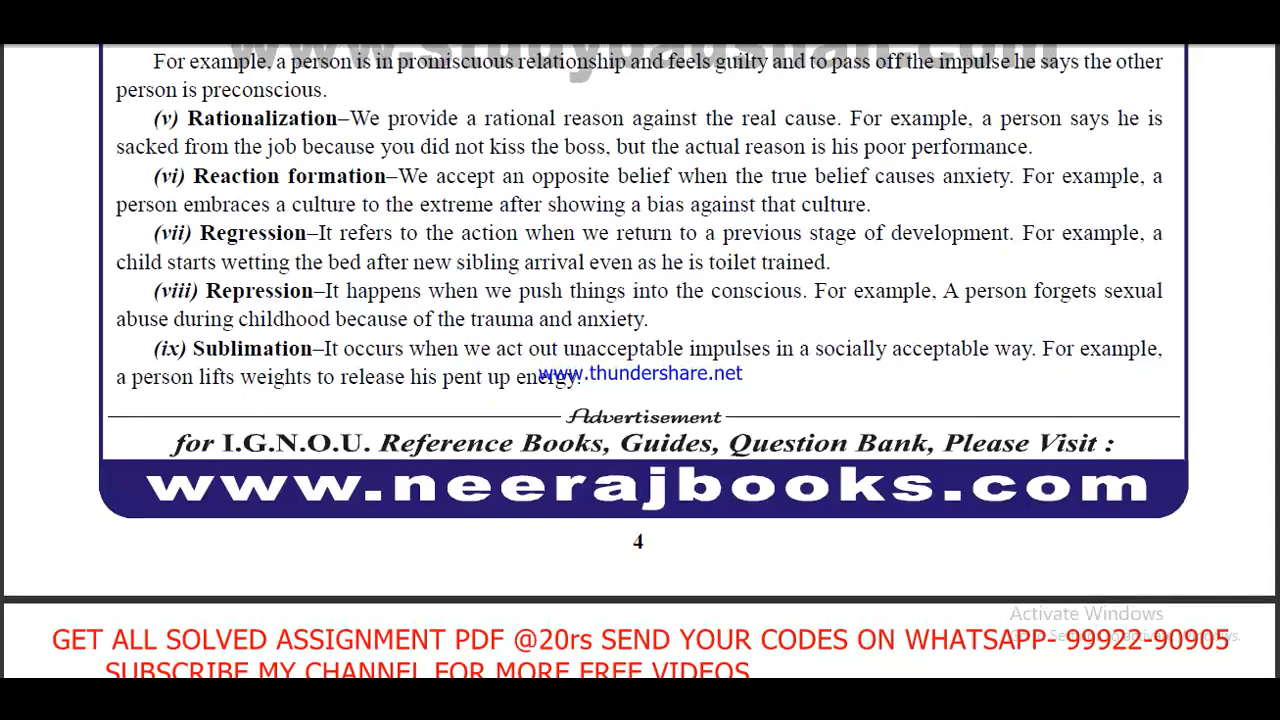 www.studybadshah.com
For example, a person is in promiscuous relationship and feels guilty and to pass off the impulse he says the other
person is preconscious.
(v) Rationalization–We provide a rational reason against the real cause. For example, a person says he is
sacked from the job because you did not kiss the boss, but the actual reason is his poor performance.
(vi) Reaction formation–We accept an opposite belief when the true belief causes anxiety. For example, a
person embraces a culture to the extreme after showing a bias against that culture.
(vii) Regression–It refers to the action when we return to a previous stage of development. For example, a
child starts wetting the bed after new sibling arrival even as he is toilet trained.
(viii) Repression–It happens when we push things into the conscious. For example, A person forgets sexual
abuse during childhood because of the trauma and anxiety.
(ix) Sublimation–It occurs when we act out unacceptable impulses in a socially acceptable way. For example,
a person lifts weights to release his pent up energy.
www.thundershare.net
Advertisement
for I.G.N.O.U. Reference Books, Guides, Question Bank, Please Visit :
www.neerajbooks.com
4
Activate Windows
GET ALL SOLVED ASSIGNMENT PDF @20rs SEND YOUR CODES ON WHATSAPP- 99922-90905
SUBSCRIBE MY CHANNEL FOR MORE FREE VIDEOS